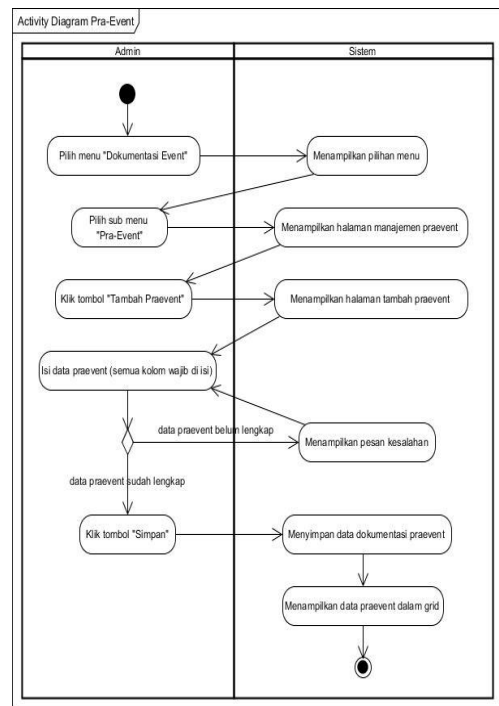 Activity Diagram Pra-Event
Admin
Sistem
Pilih menu "Dokumentasi Event"
Menampilkan pilihan menu
Pilih sub menu
"Pra-Event"
Menampilkan halaman manajemen praevent
Klik tombol "Tambah Praevent"
Menampilkan halaman tambah praevent
Isi data praevent (semua kolom wajib di isi)
data praevent belum lengkap
Menampilkan pesan kesalahan
data praevent sudah lengkap
Klik tombol "Simpan"
Menyimpan data dokumentasi praevent
Menampilkan data praevent dalam grid